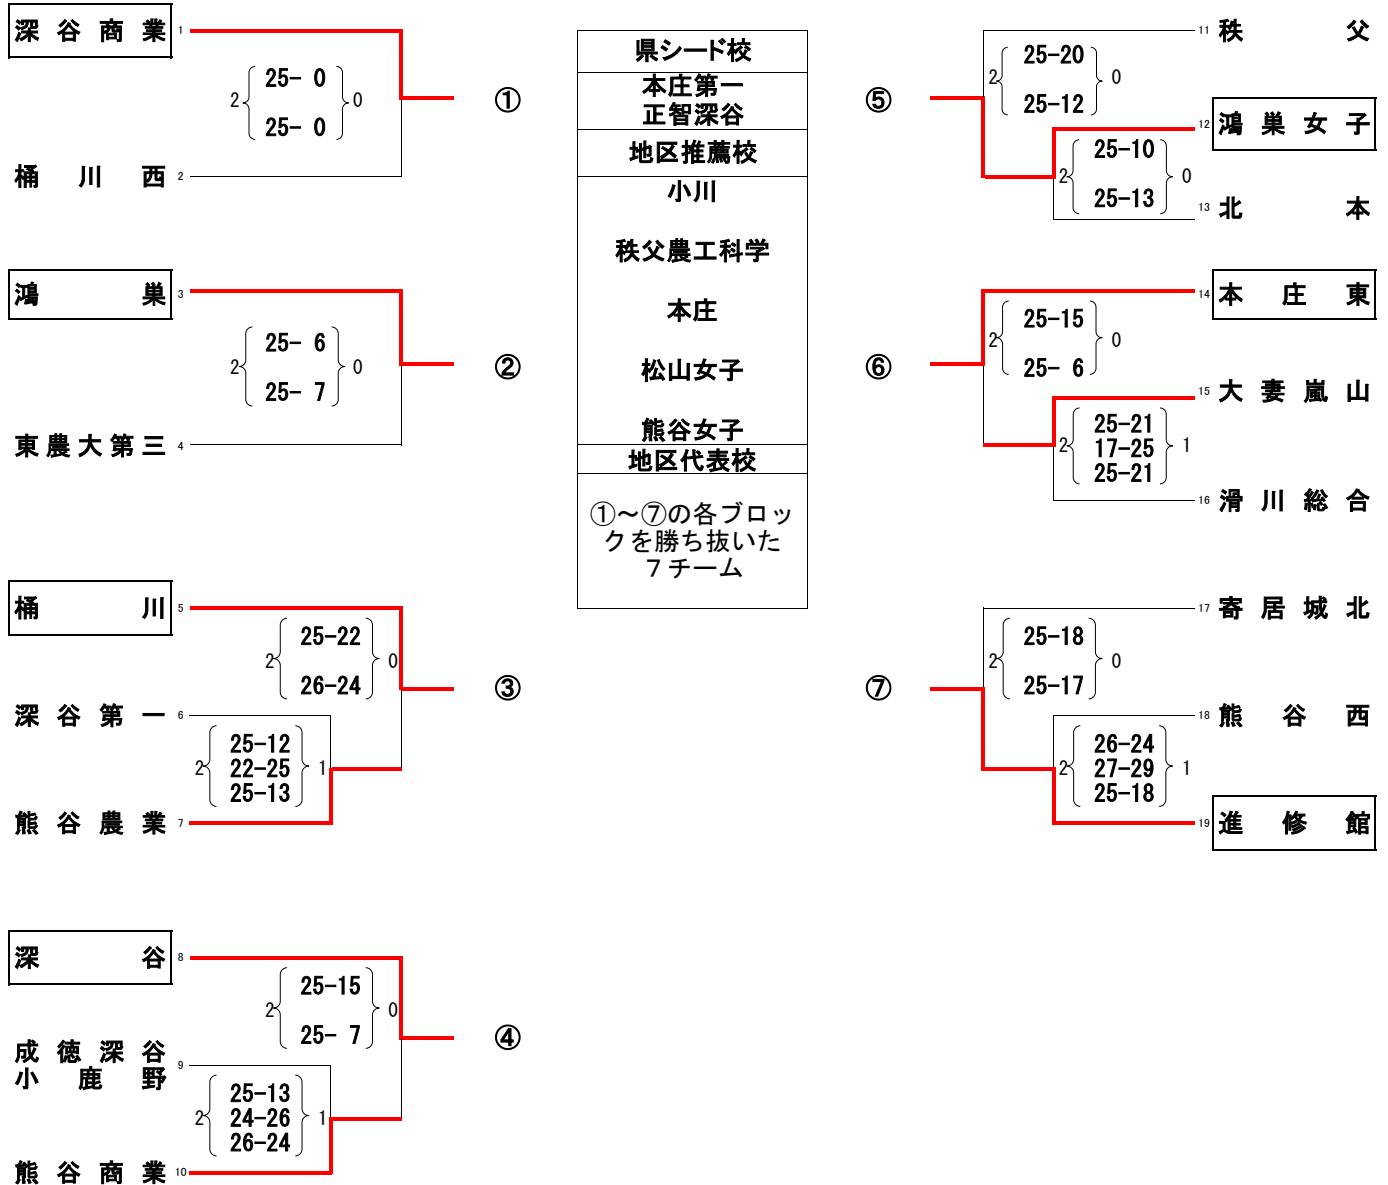 深谷商業 1
25- 0
2 0
25- 0
①
桶川西 2
鴻巣 3
25- 6
2 0
25- 7
②
東農大第三 4
桶川 5
25-22
2 0
26-24
③
深谷第一 6
25-12
2 22-25 1
25-13
熊谷農業 7
深谷 8
25-15
2 0
25- 7
④
成徳深谷 9
小鹿野
25-13
2 24-26 1
26-24
熊谷商業 10
県シード校
本庄第一
正智深谷
地区推薦校
小川
秩父農工科学
本庄
松山女子
熊谷女子
地区代表校
①～⑦の各ブロッ
クを勝ち抜いた
７チーム
11 秩父
25-20
2 0
25-12
⑤
12 鴻巣女子
25-10
2 0
25-13
13 北本
14 本庄東
25-15
2 0
25- 6
⑥
15 大妻嵐山
25-21
2 17-25 1
25-21
16 滑川総合
17 寄居城北
25-18
2 0
25-17
⑦
18 熊谷西
26-24
2 27-29 1
25-18
19 進修館